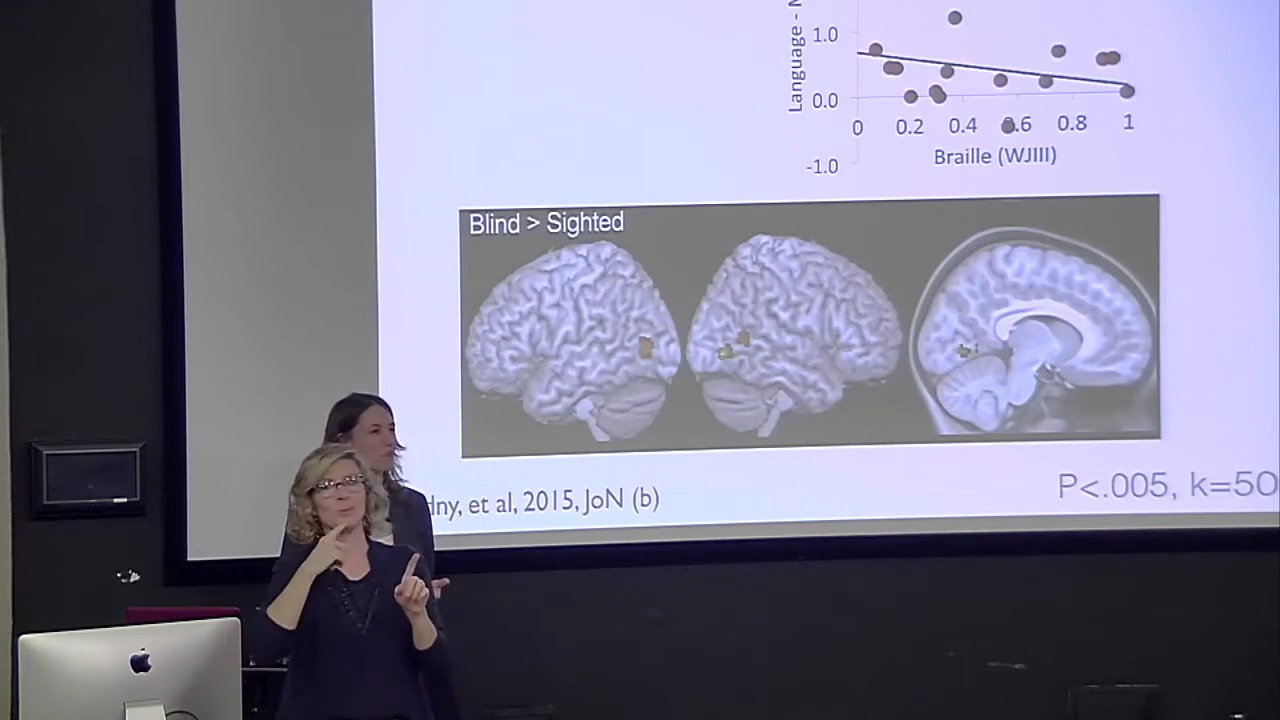 Language -
1.0
0.0
-1.0
0 0.2 0.4 0.6 0.8 1
Braille (WJIII)
Blind > Sighted
dny, et al, 2015, JoN (b)
P<.005, k=50